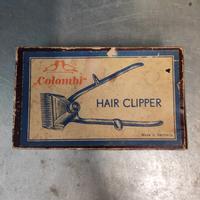 "Colombi"
HAIR CLIPPER
Made in Germany